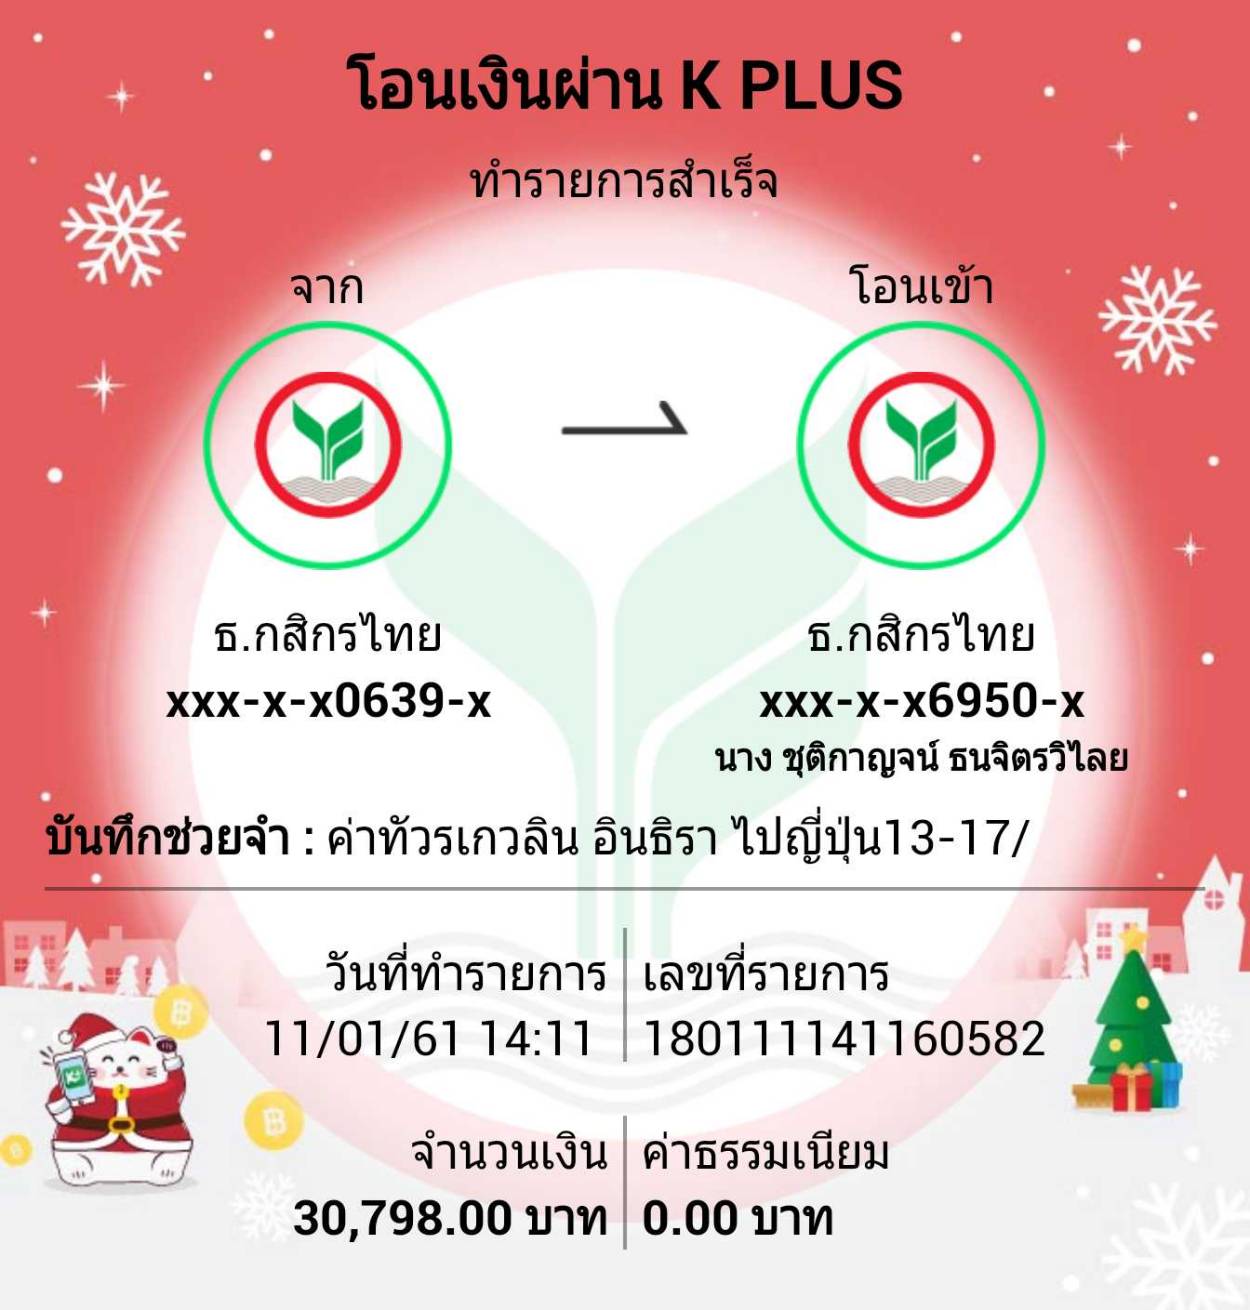 โอนเงินผ่าน K PLUS
ทำรายการสำเร็จ
จาก
โอนเข้า
ธ.กสิกรไทย
xxx-x-x0639-x
ธ.กสิกรไทย
xxx-x-x6950-x
นาง ชุติกาญจน์ ธนจิตรวิไลย
บันทึกช่วยจำ : ค่าทัวรเกวลิน อินธิรา ไปญี่ปุ่น13-17/
วันที่ทำรายการ
11/01/61 14:11
เลขที่รายการ
180111141160582
จำนวนเงิน
30,798.00 บาท
ค่าธรรมเนียม
0.00 บาท